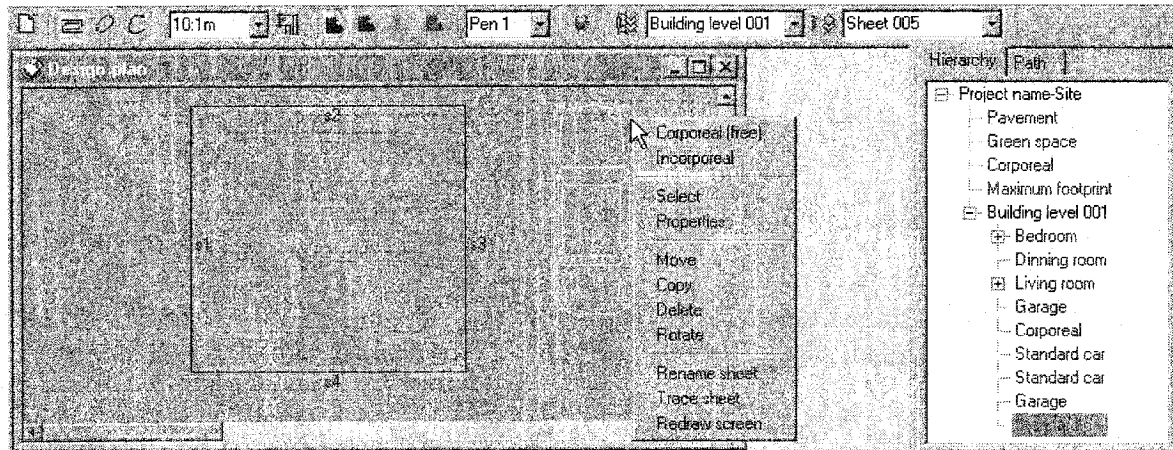 10:1m Pen 1 Building level 001 Sheet 005
Design plan
s2
s1
s3
s4
Corporeal (free)
Incorporeal
Select
Properties
Move
Copy
Delete
Rotate
Rename sheet
Trace sheet
Redraw screen
Hierarchy Path
Project name-Site
Pavement
Green space
Corporeal
Maximum footprint
Building level 001
Bedroom
Dinning room
Living room
Garage
Corporeal
Standard car
Standard car
Garage